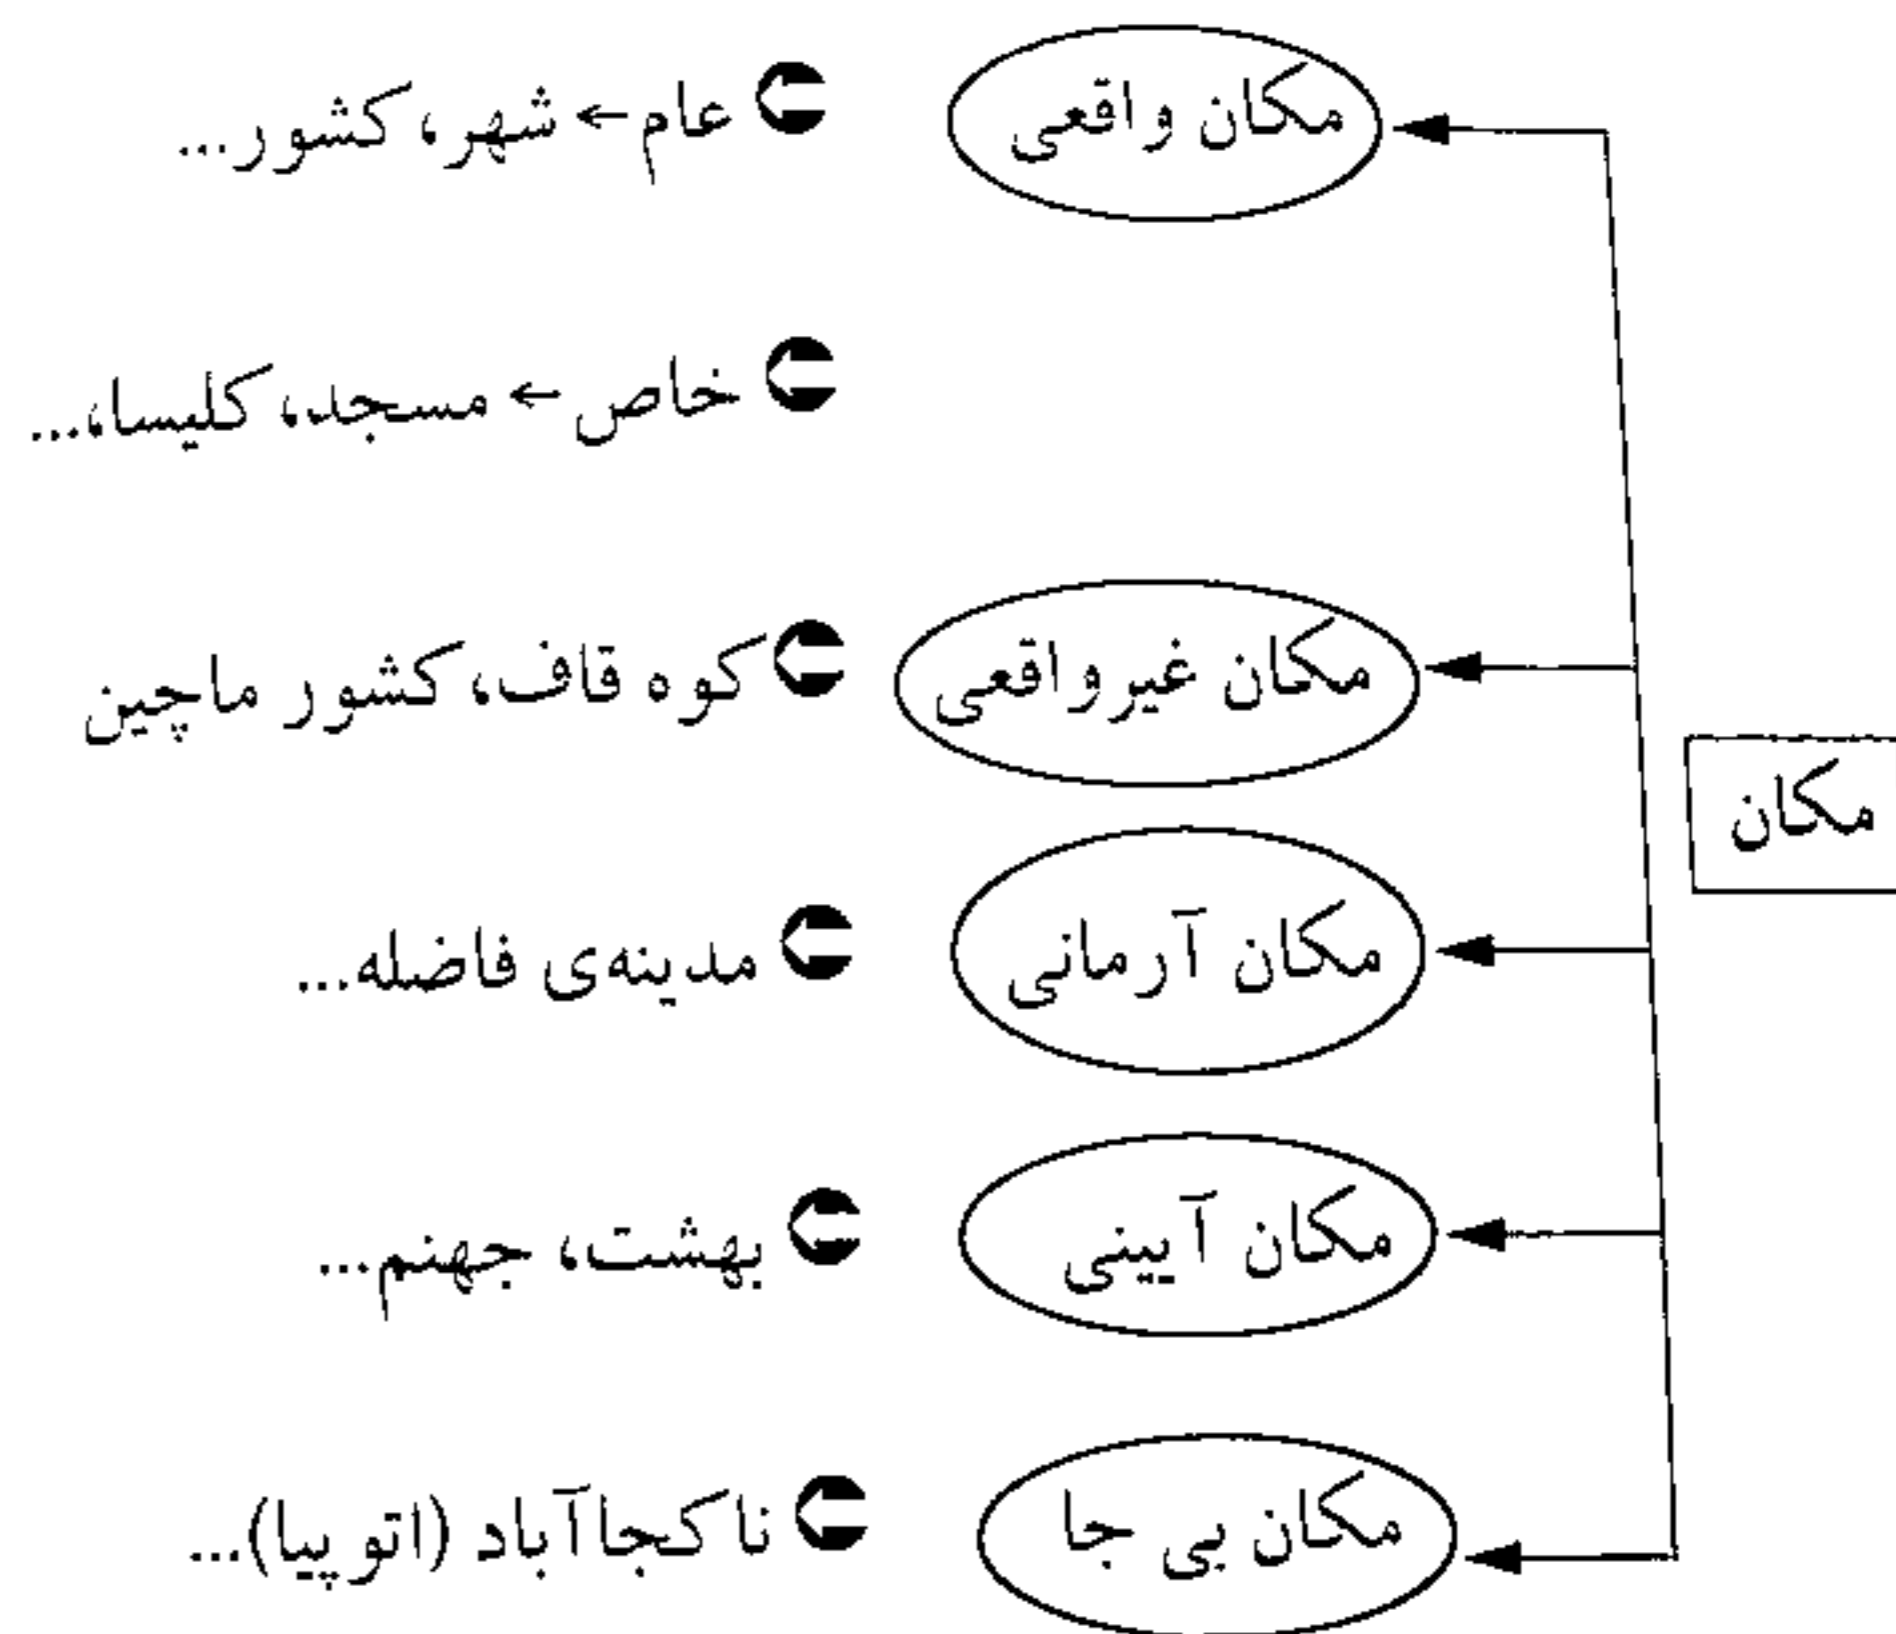 مکان واقعی عام ← شهر، کشور...
خاص ← مسجد، کلیسا،...
مکان غیرواقعی کوه قاف، کشور ماچین
مکان
مکان آرمانی مدینه‌ی فاضله...
مکان آیینی بهشت، جهنم...
مکان بی جا ناکجاآباد (اتوپیا)...